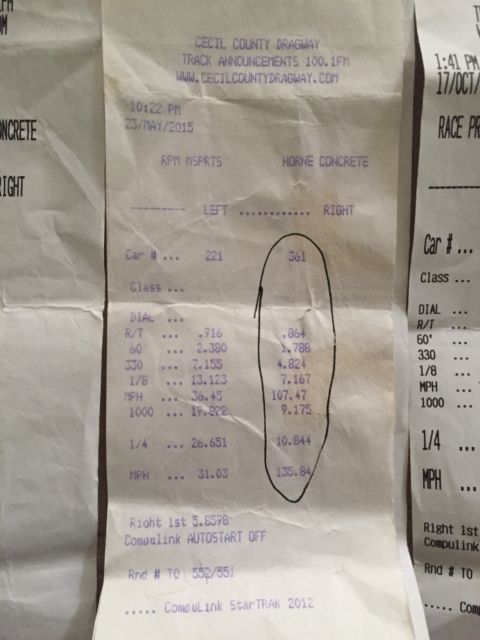 CECIL COUNTY DRAGWAY
TRACK ANNOUNCEMENTS 100.1FM
WWW.CECILCOUNTYDRAGWAY.COM
10:22 PM
23/MAY/2015
RPM MSPRTS HORNE CONCRETE
-------- LEFT ............ RIGHT
Car # ... 221 361
Class ...
DIAL ...
R/T ... .916 .864
60' ... 2.380 1.788
330 ... 7.155 4.824
1/8 ... 13.123 7.167
MPH ... 36.45 107.47
1000 ... 19.822 9.175
1/4 ... 26.651 10.844
MPH ... 31.03 135.84
Right 1st 5.8598
Compulink AUTOSTART OFF
Rnd # TO 552/551
..... CompuLink StarTRAK 2012
ONCRETE
IGHT
1:41 PM
17/OCT/
RACE PR
Car # ...
Class ...
DIAL ...
R/T ...
60' ...
330 ...
1/8 ...
MPH ...
1000 ...
1/4 ...
MPH ...
Right 1st
Compulink
Rnd # TO
..... Com